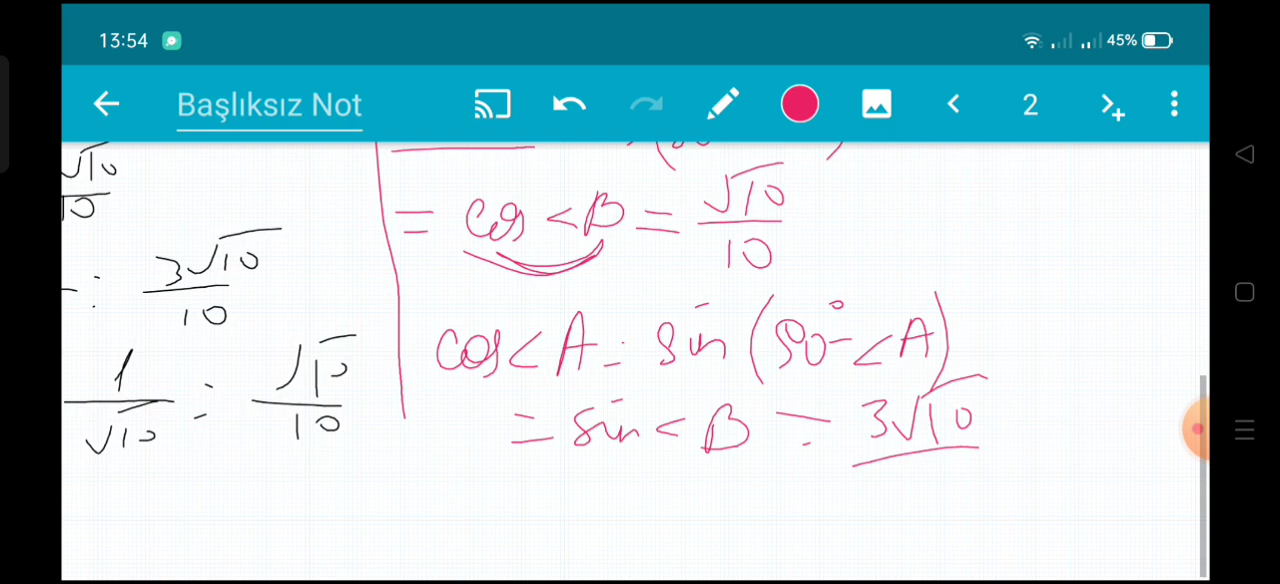 13:54 45%
Başlıksız Not 2
√10
10
= cos <B = √10/10
= 3√10/10
cos<A = sin(90°-<A)
1/√10 = √10/10
= sin<B = 3√10